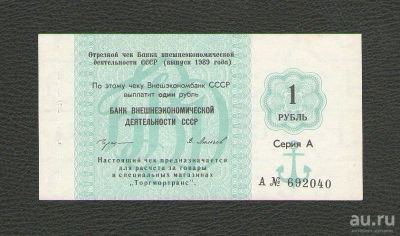 Отрезной чек Банка внешнеэкономической
деятельности СССР (выпуск 1989 года)
По этому чеку Внешэкономбанк СССР
выплатит один рубль
БАНК ВНЕШНЕЭКОНОМИЧЕСКОЙ
ДЕЯТЕЛЬНОСТИ СССР
Настоящий чек предназначается
для расчета за товары
в специальных магазинах
"Торгмортранс".
1
РУБЛЬ
Серия А
А № 692040
au.ru